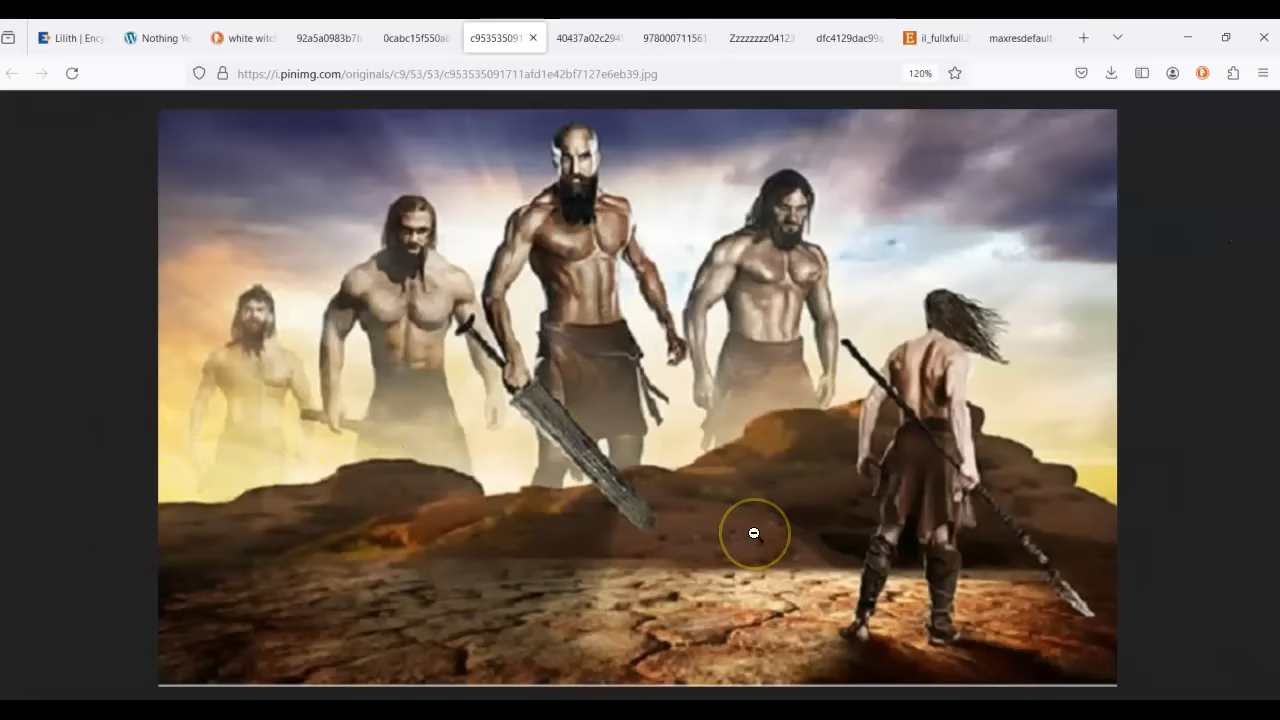 Lilith | Ency
Nothing Ye
white witc
92a5a0983b7b
0cabc15f550a8
c953535091
40437a02c294
978000711561
Zzzzzzzz04123
dfc4129dac99
il_fullxfull.2
maxresdefault
https://i.pinimg.com/originals/c9/53/53/c953535091711afd1e42bf7127e6eb39.jpg
120%